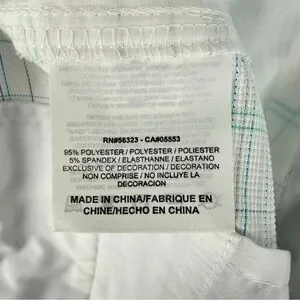 RN#56323 - CA#05553
95% POLYESTER / POLYESTER / POLIESTER
5% SPANDEX / ELASTHANNE / ELASTANO
EXCLUSIVE OF DECORATION / DECORATION
NON COMPRISE / NO INCLUYE LA
DECORACION
MADE IN CHINA/FABRIQUE EN
CHINE/HECHO EN CHINA